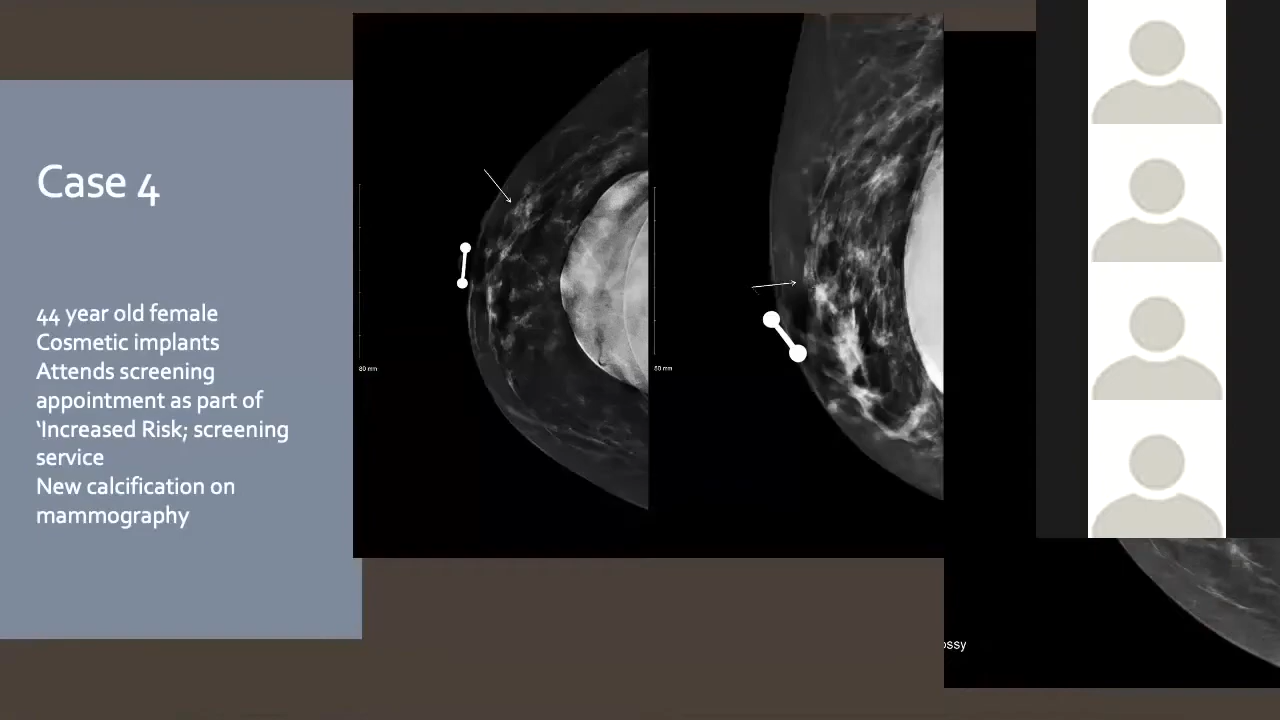 Case 4
44 year old female
Cosmetic implants
Attends screening
appointment as part of
‘Increased Risk; screening
service
New calcification on
mammography
80 mm
80 mm
ossy